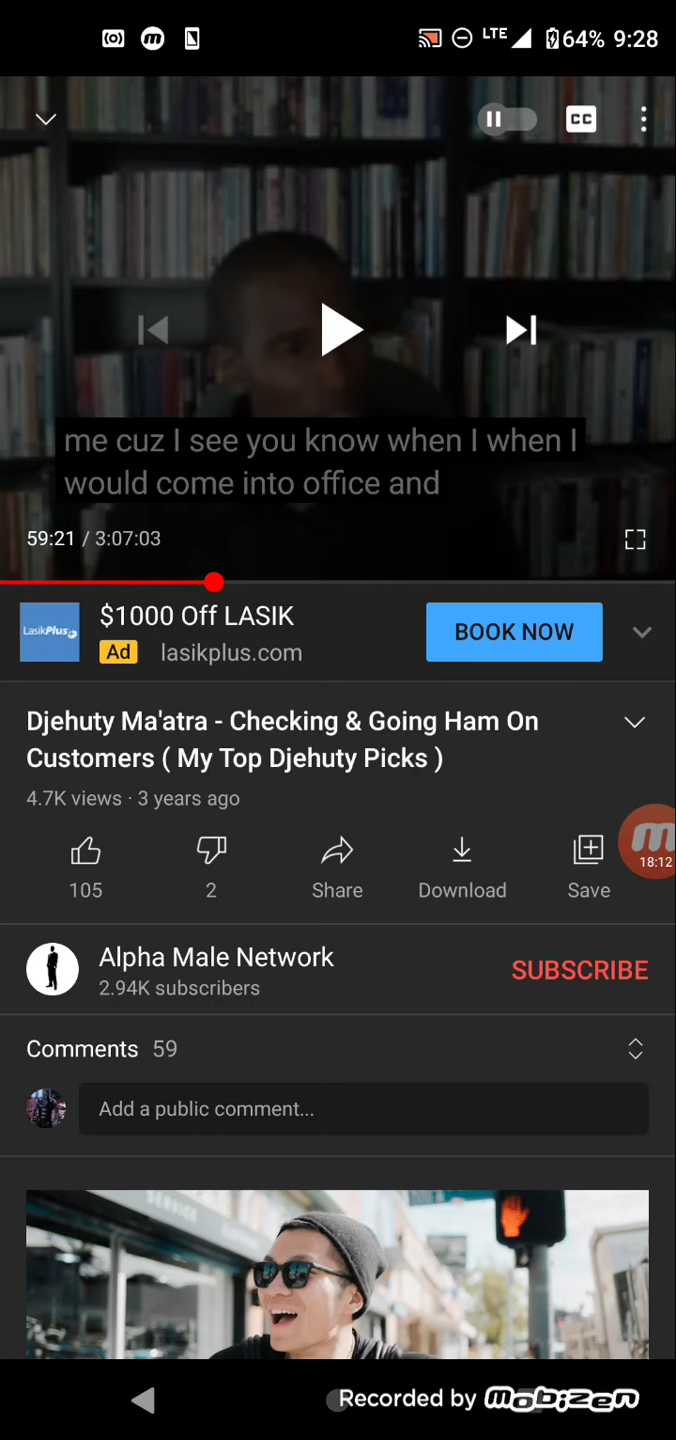 LTE 64% 9:28
CC
me cuz I see you know when I when I
would come into office and
59:21 / 3:07:03
LasikPlus
$1000 Off LASIK
Ad lasikplus.com
BOOK NOW
Djehuty Ma'atra - Checking & Going Ham On
Customers ( My Top Djehuty Picks )
4.7K views · 3 years ago
18:12
105 2 Share Download Save
Alpha Male Network
2.94K subscribers
SUBSCRIBE
Comments 59
Add a public comment...
Recorded by mobizen